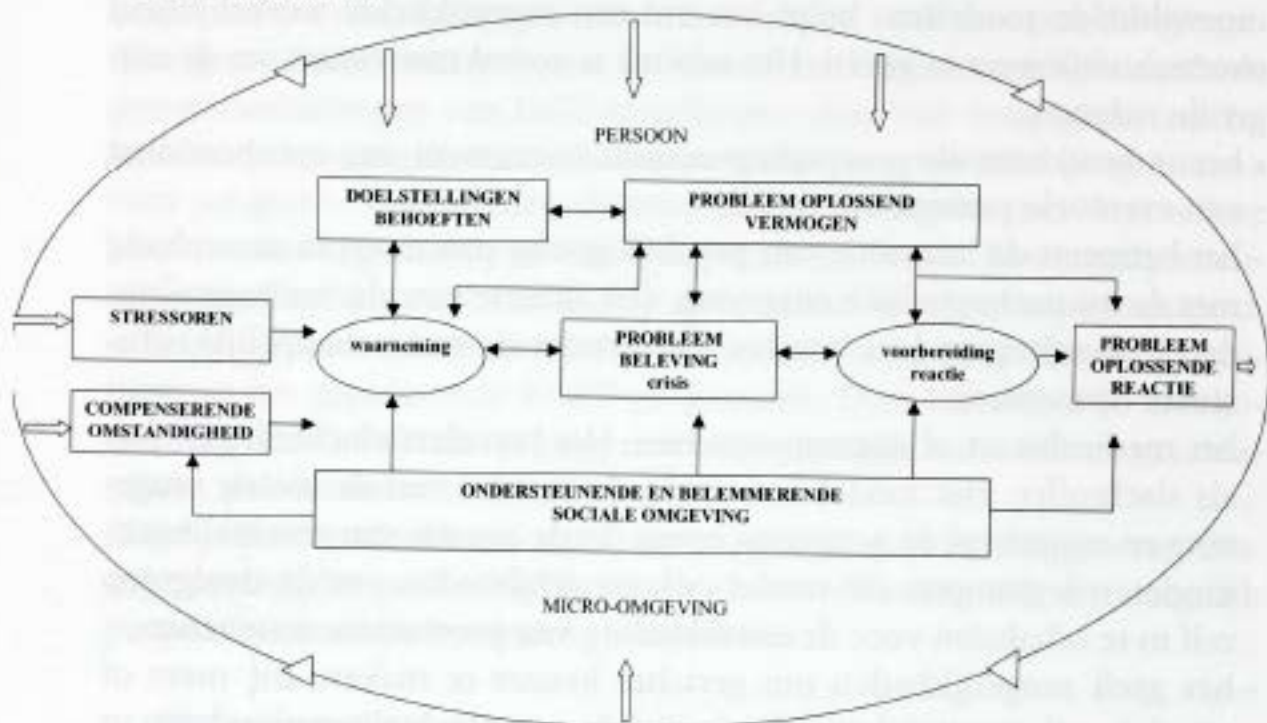 PERSOON
DOELSTELLINGEN
BEHOEFTEN
PROBLEEM OPLOSSEND
VERMOGEN
STRESSOREN
waarneming
PROBLEEM
BELEVING
crisis
voorbereiding
reactie
PROBLEEM
OPLOSSENDE
REACTIE
COMPENSERENDE
OMSTANDIGHEID
ONDERSTEUNENDE EN BELEMMERENDE
SOCIALE OMGEVING
MICRO-OMGEVING